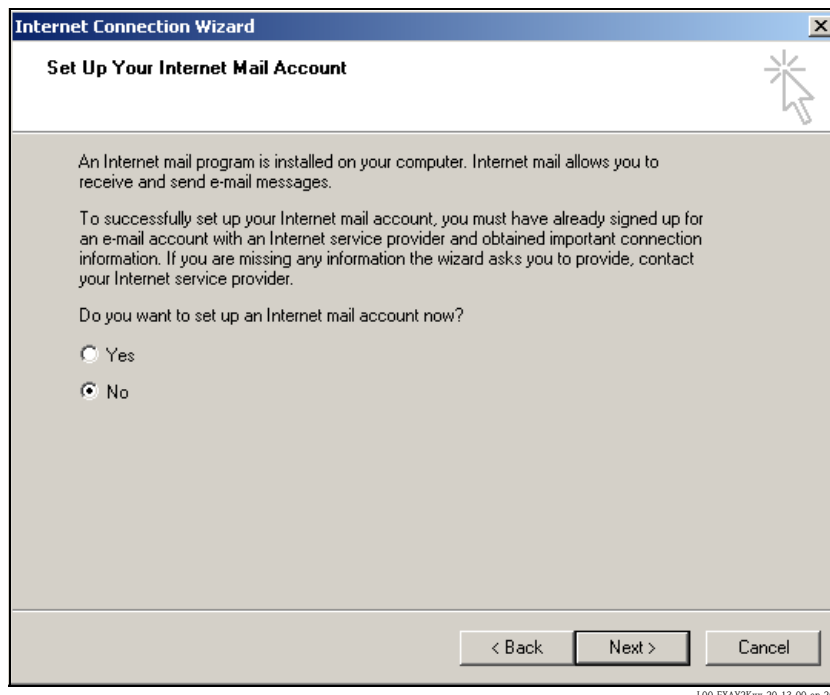 Internet Connection Wizard
Set Up Your Internet Mail Account
An Internet mail program is installed on your computer. Internet mail allows you to
receive and send e-mail messages.
To successfully set up your Internet mail account, you must have already signed up for
an e-mail account with an Internet service provider and obtained important connection
information. If you are missing any information the wizard asks you to provide, contact
your Internet service provider.
Do you want to set up an Internet mail account now?
Yes
No
< Back Next > Cancel